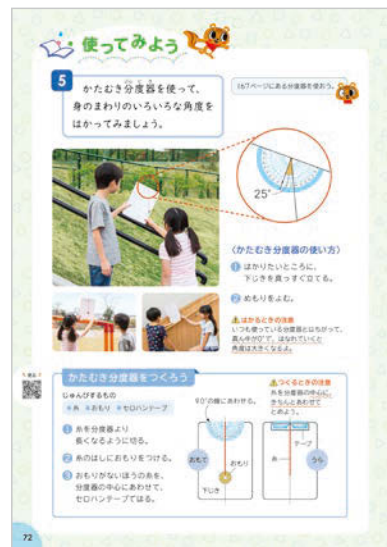 使ってみよう
5
かたむき分度器を使って、
身のまわりのいろいろな角度を
はかってみましょう。
167ページにある分度器を使おう。
25°
〈かたむき分度器の使い方〉
① はかりたいところに、
下じきを真っすぐ立てる。
② めもりをよむ。
はかるときの注意
いつも使っている分度器とはちがって、
真ん中が0°で、はなれていくと
角度は大きくなるよ。
かたむき分度器をつくろう
じゅんびするもの
糸 おもり セロハンテープ
① 糸を分度器より
長くなるように切る。
② 糸のはしにおもりをつける。
③ おもりがないほうの糸を、
分度器の中心にあわせて、
セロハンテープではる。
90°の線にあわせる。
つくるときの注意
糸を分度器の中心に
きちんとあわせて
とめよう。
おもて
おもり
下じき
テープ
糸
うら
72